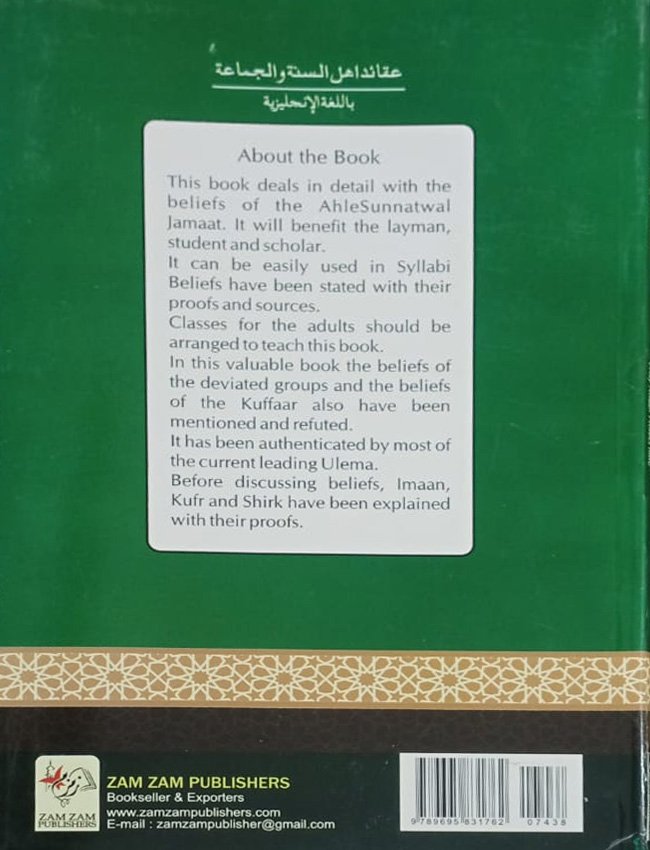 عقائد اهل السنة والجماعة
باللغة الإنجليزية
About the Book
This book deals in detail with the
beliefs of the AhleSunnatwal
Jamaat. It will benefit the layman,
student and scholar.
It can be easily used in Syllabi
Beliefs have been stated with their
proofs and sources.
Classes for the adults should be
arranged to teach this book.
In this valuable book the beliefs of
the deviated groups and the beliefs
of the Kuffaar also have been
mentioned and refuted.
It has been authenticated by most of
the current leading Ulema.
Before discussing beliefs, Imaan,
Kufr and Shirk have been explained
with their proofs.
زمزم
ZAM ZAM
PUBLISHERS
ZAM ZAM PUBLISHERS
Bookseller & Exporters
www.zamzampublishers.com
E-mail : zamzampublisher@gmail.com
9 789695 831762
07438